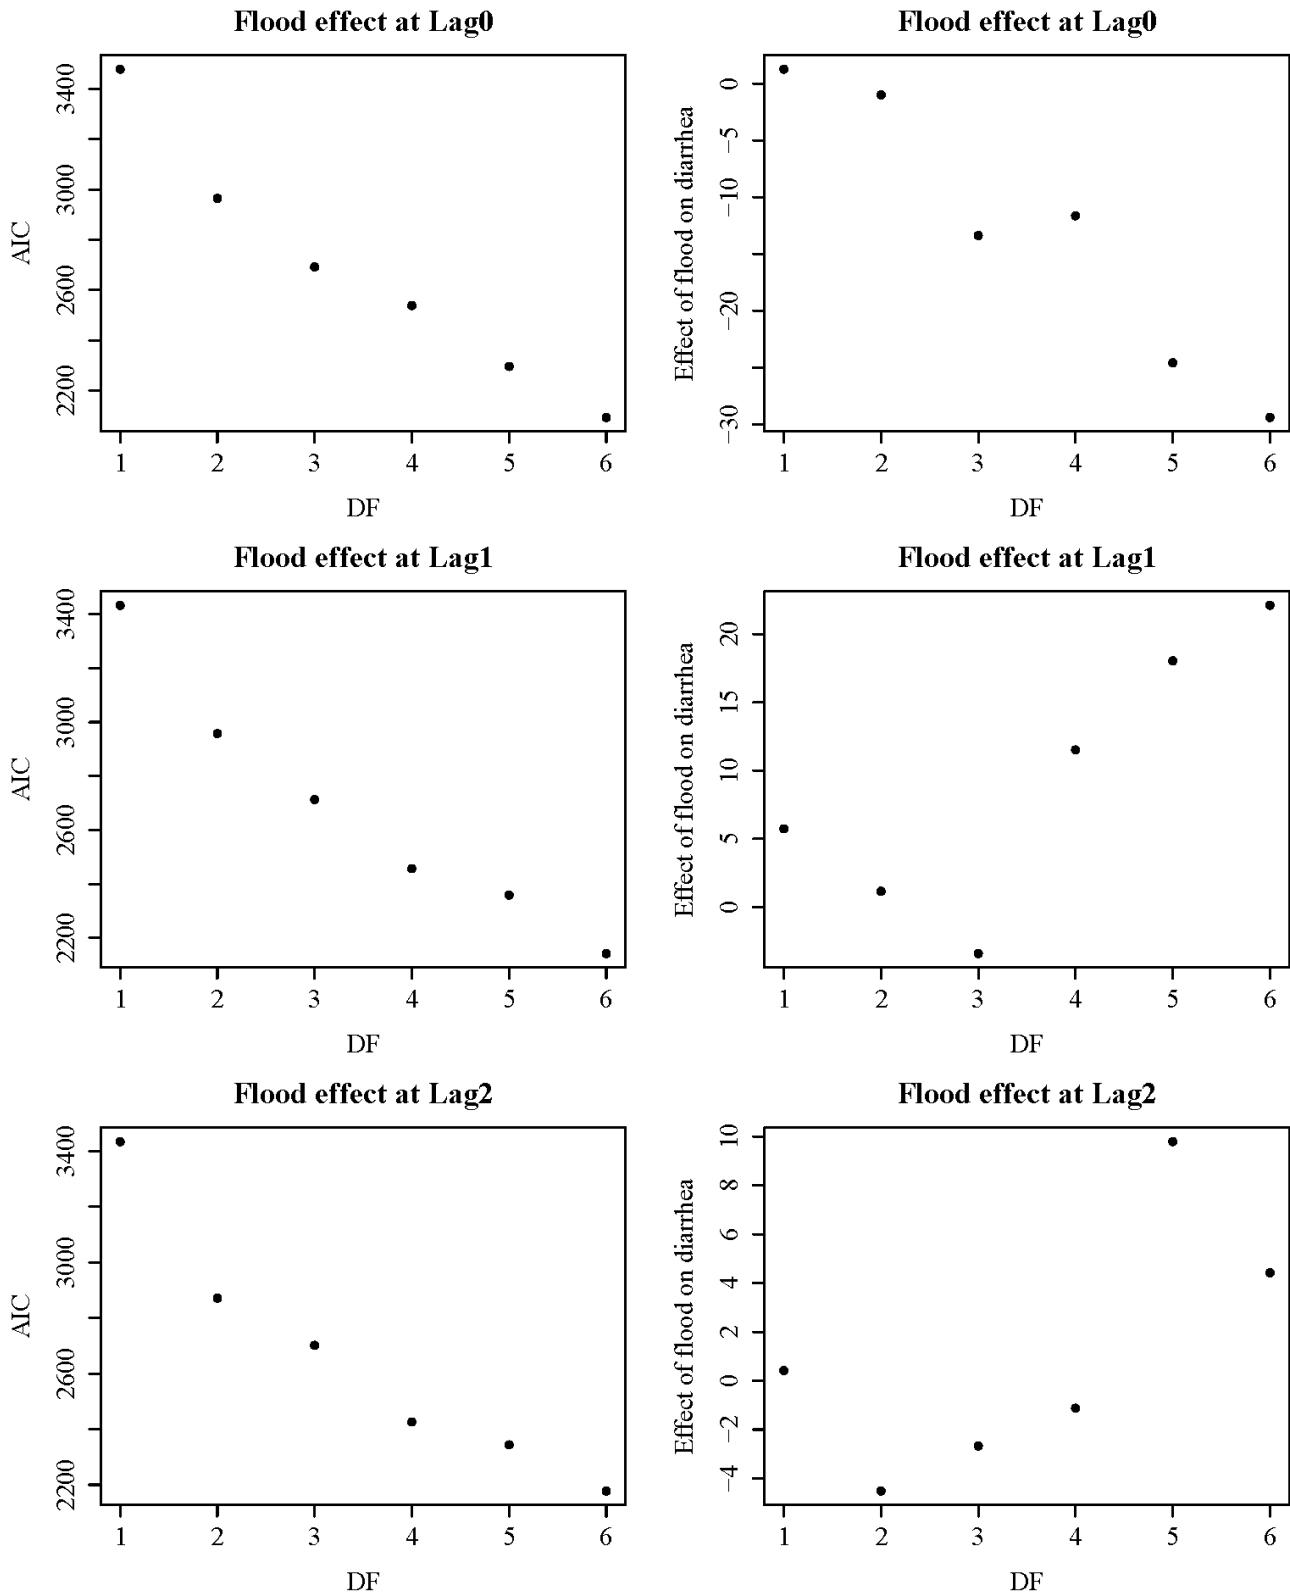 Flood effect at Lag0
AIC
3400
3000
2600
2200
1 2 3 4 5 6
DF
Flood effect at Lag0
Effect of flood on diarrhea
0
−5
−10
−20
−30
1 2 3 4 5 6
DF
Flood effect at Lag1
AIC
3400
3000
2600
2200
1 2 3 4 5 6
DF
Flood effect at Lag1
Effect of flood on diarrhea
20
15
10
5
0
1 2 3 4 5 6
DF
Flood effect at Lag2
AIC
3400
3000
2600
2200
1 2 3 4 5 6
DF
Flood effect at Lag2
Effect of flood on diarrhea
10
8
6
4
2
0
−2
−4
1 2 3 4 5 6
DF